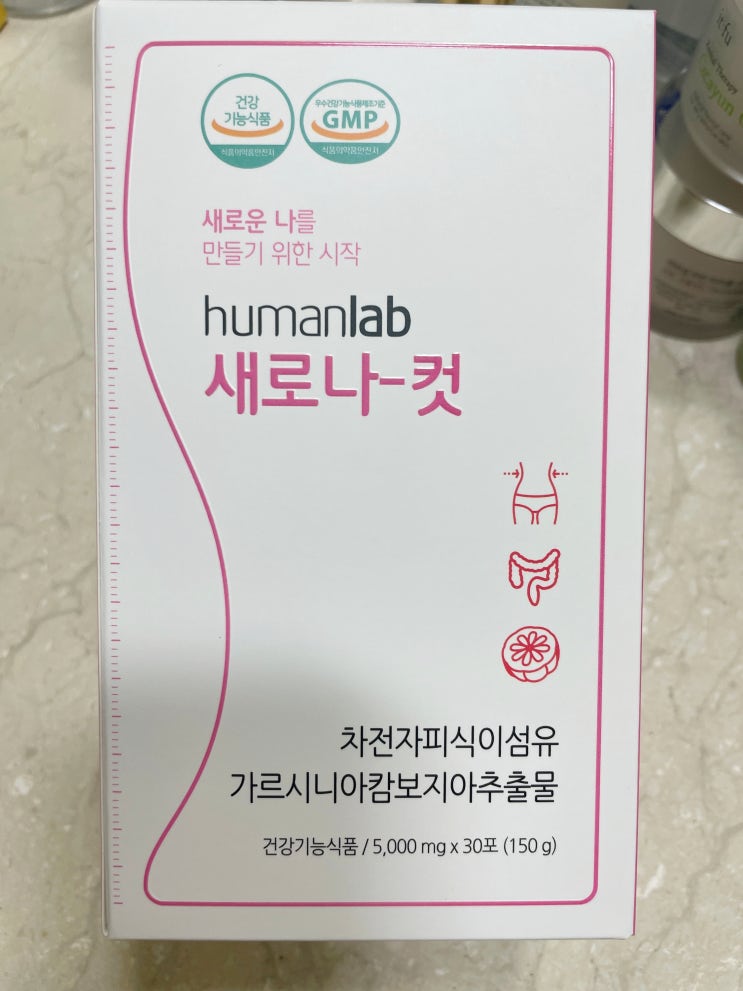 건강
기능식품
식품의약품안전처
우수건강기능식품제조기준
GMP
식품의약품안전처
새로운 나를
만들기 위한 시작
humanlab
새로나-컷
차전자피식이섬유
가르시니아캄보지아추출물
건강기능식품 / 5,000 mg x 30포 (150 g)